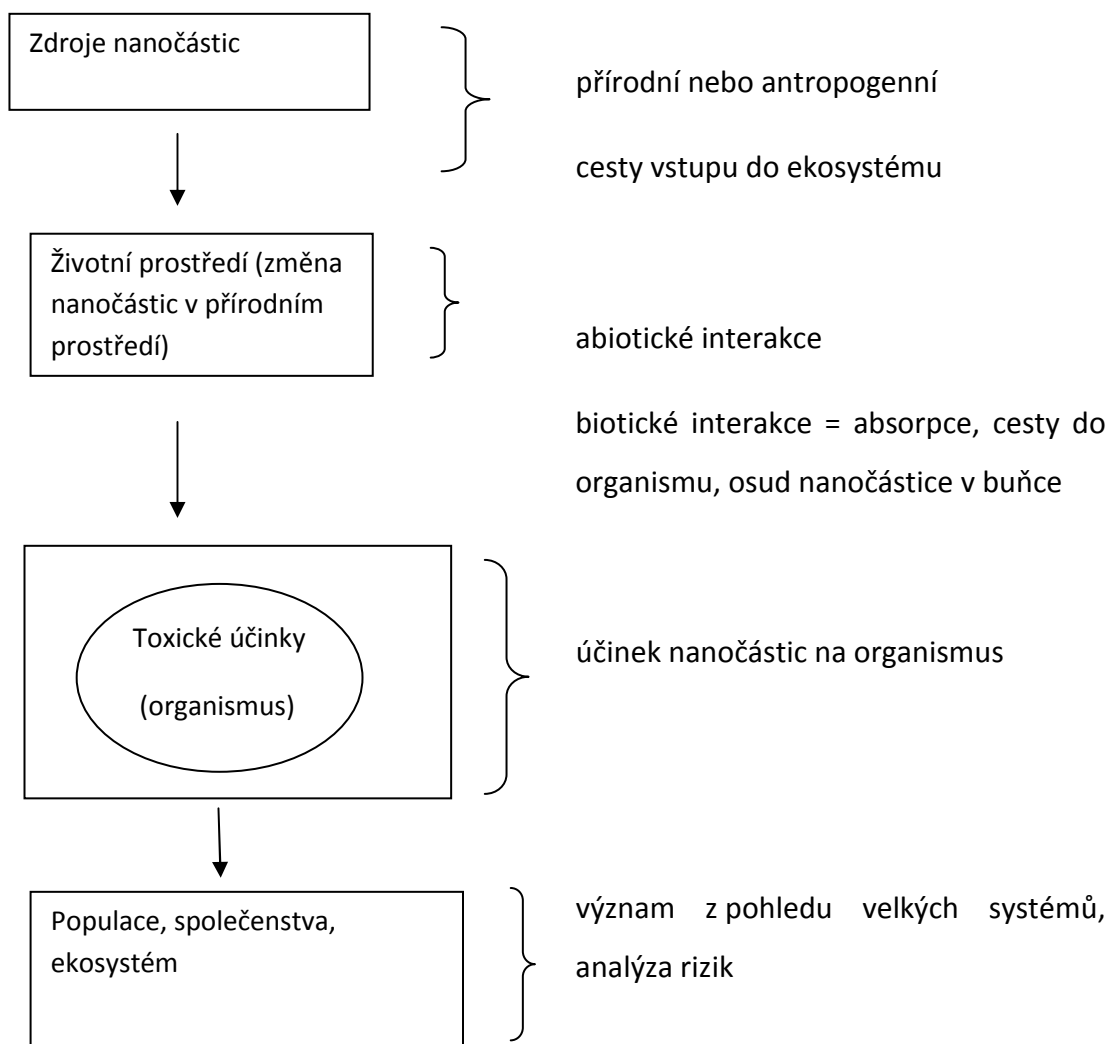 Zdroje nanočástic
přírodní nebo antropogenní
cesty vstupu do ekosystému
Životní prostředí (změna
nanočástic v přírodním
prostředí)
abiotické interakce
biotické interakce = absorpce, cesty do
organismu, osud nanočástice v buňce
Toxické účinky
(organismus)
účinek nanočástic na organismus
Populace, společenstva,
ekosystém
význam z pohledu velkých systémů,
analýza rizik